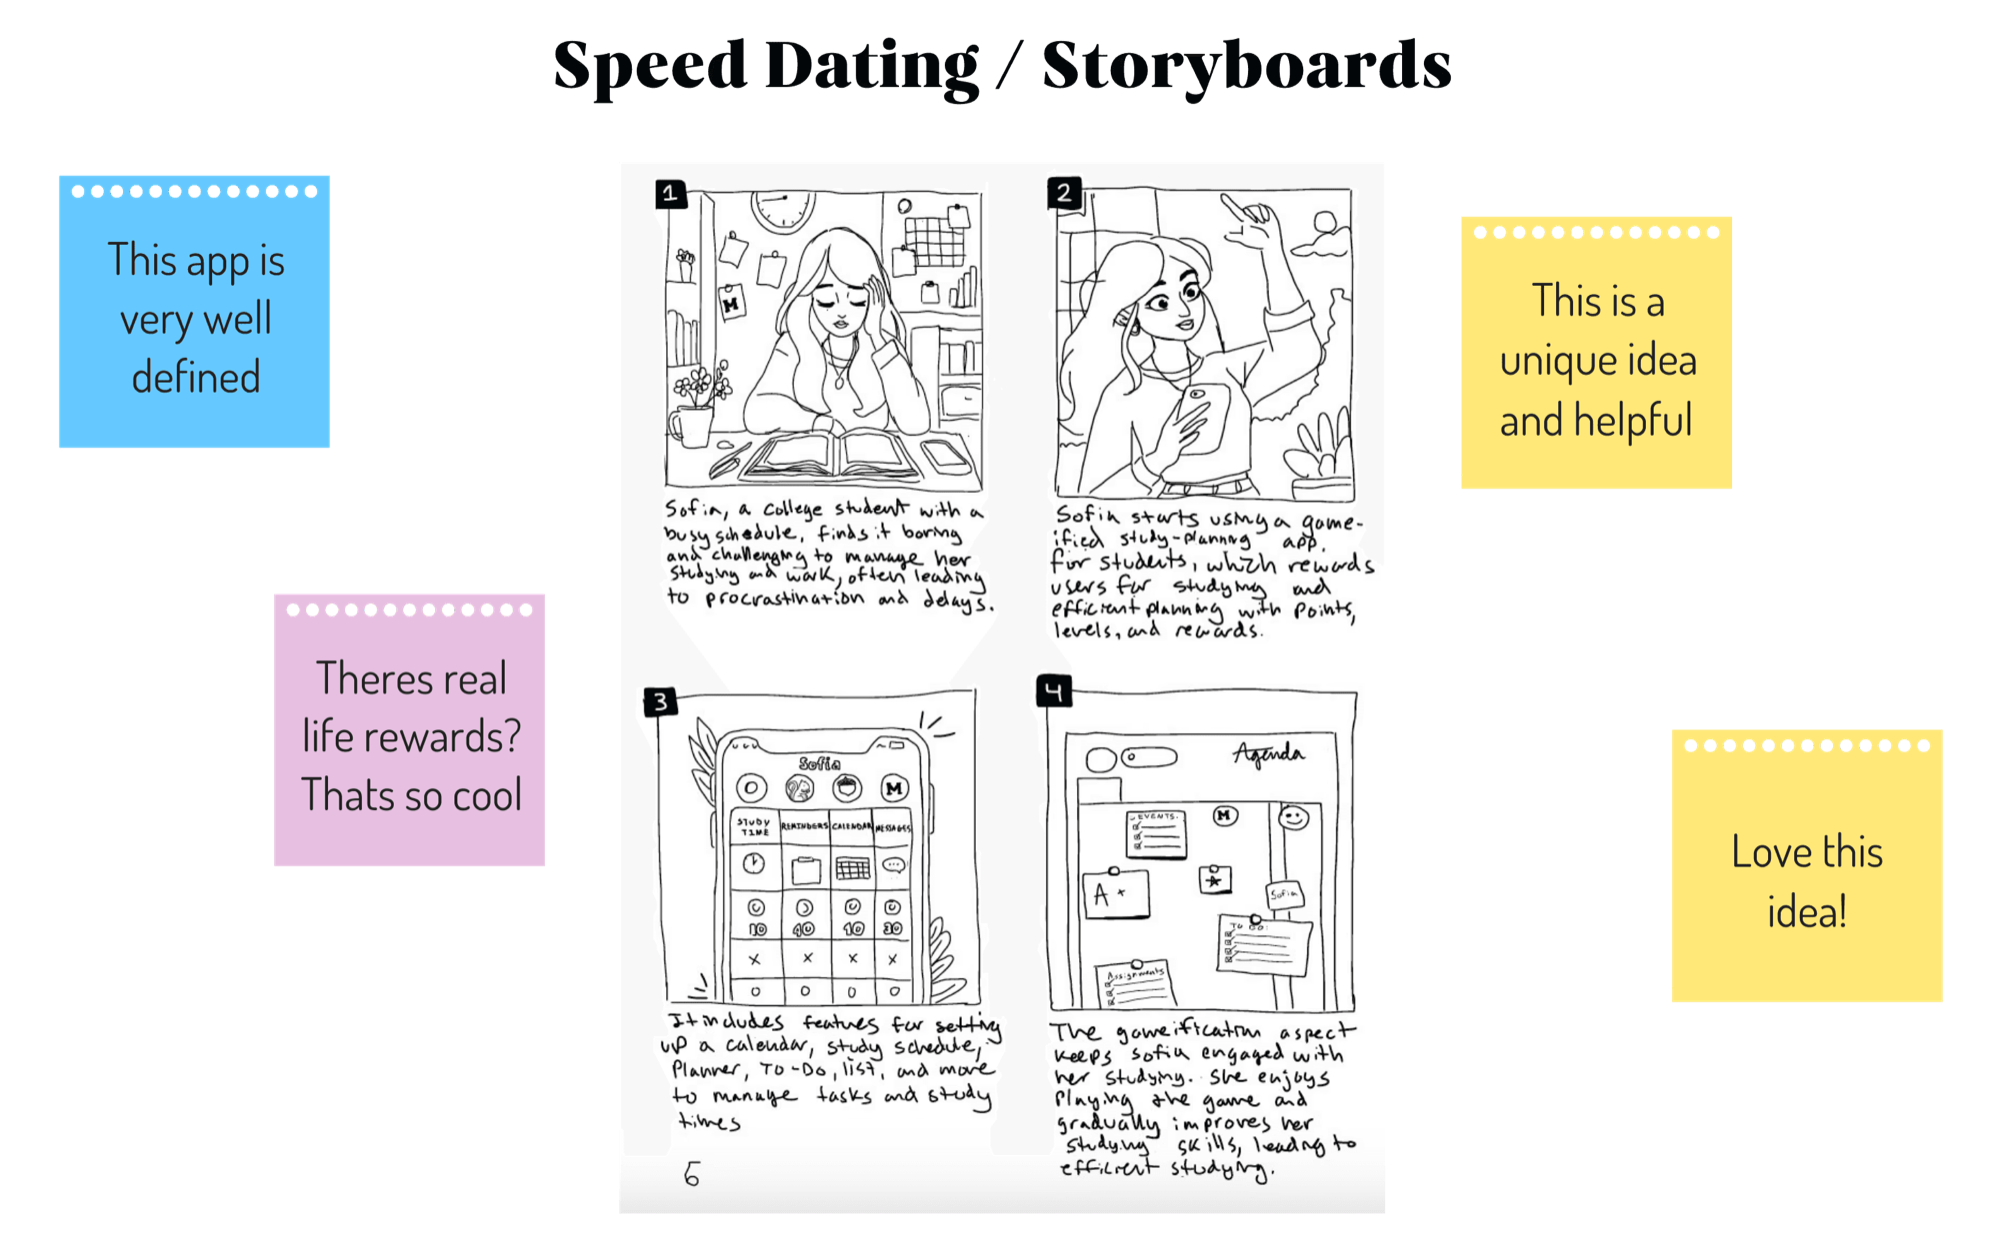 Speed Dating / Storyboards
This app is
very well
defined
Theres real
life rewards?
Thats so cool
1
M
Sofia, a college student with a
busy schedule, finds it boring
and challenging to manage her
studying and work, often leading
to procrastination and delays.
2
Sofia starts using a game-
ified study-planning app.
for students, which rewards
users for studying and
efficient planning with points,
levels, and rewards.
3
Sofia
M
STUDY
TIME
REMINDERS
CALENDAR
MESSAGES
10
40
10
30
It includes features for setting
up a calendar, study schedule,
Planner, To-Do, list, and more
to manage tasks and study
times
4
Agenda
EVENTS.
M
A+
Sofia
TO DO:
Assignments
The gameification aspect
keeps sofia engaged with
her studying. She enjoys
Playing the game and
gradually improves her
studying skills, leading to
efficient studying.
6
This is a
unique idea
and helpful
Love this
idea!